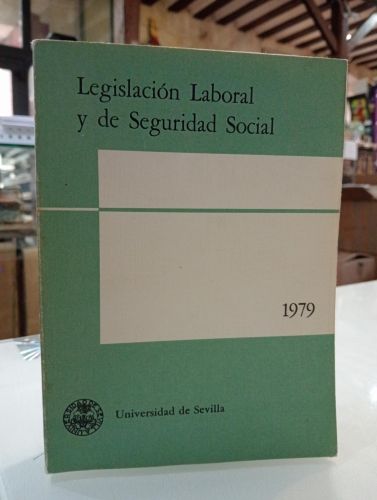 Legislación Laboral
y de Seguridad Social
1979
Universidad de Sevilla